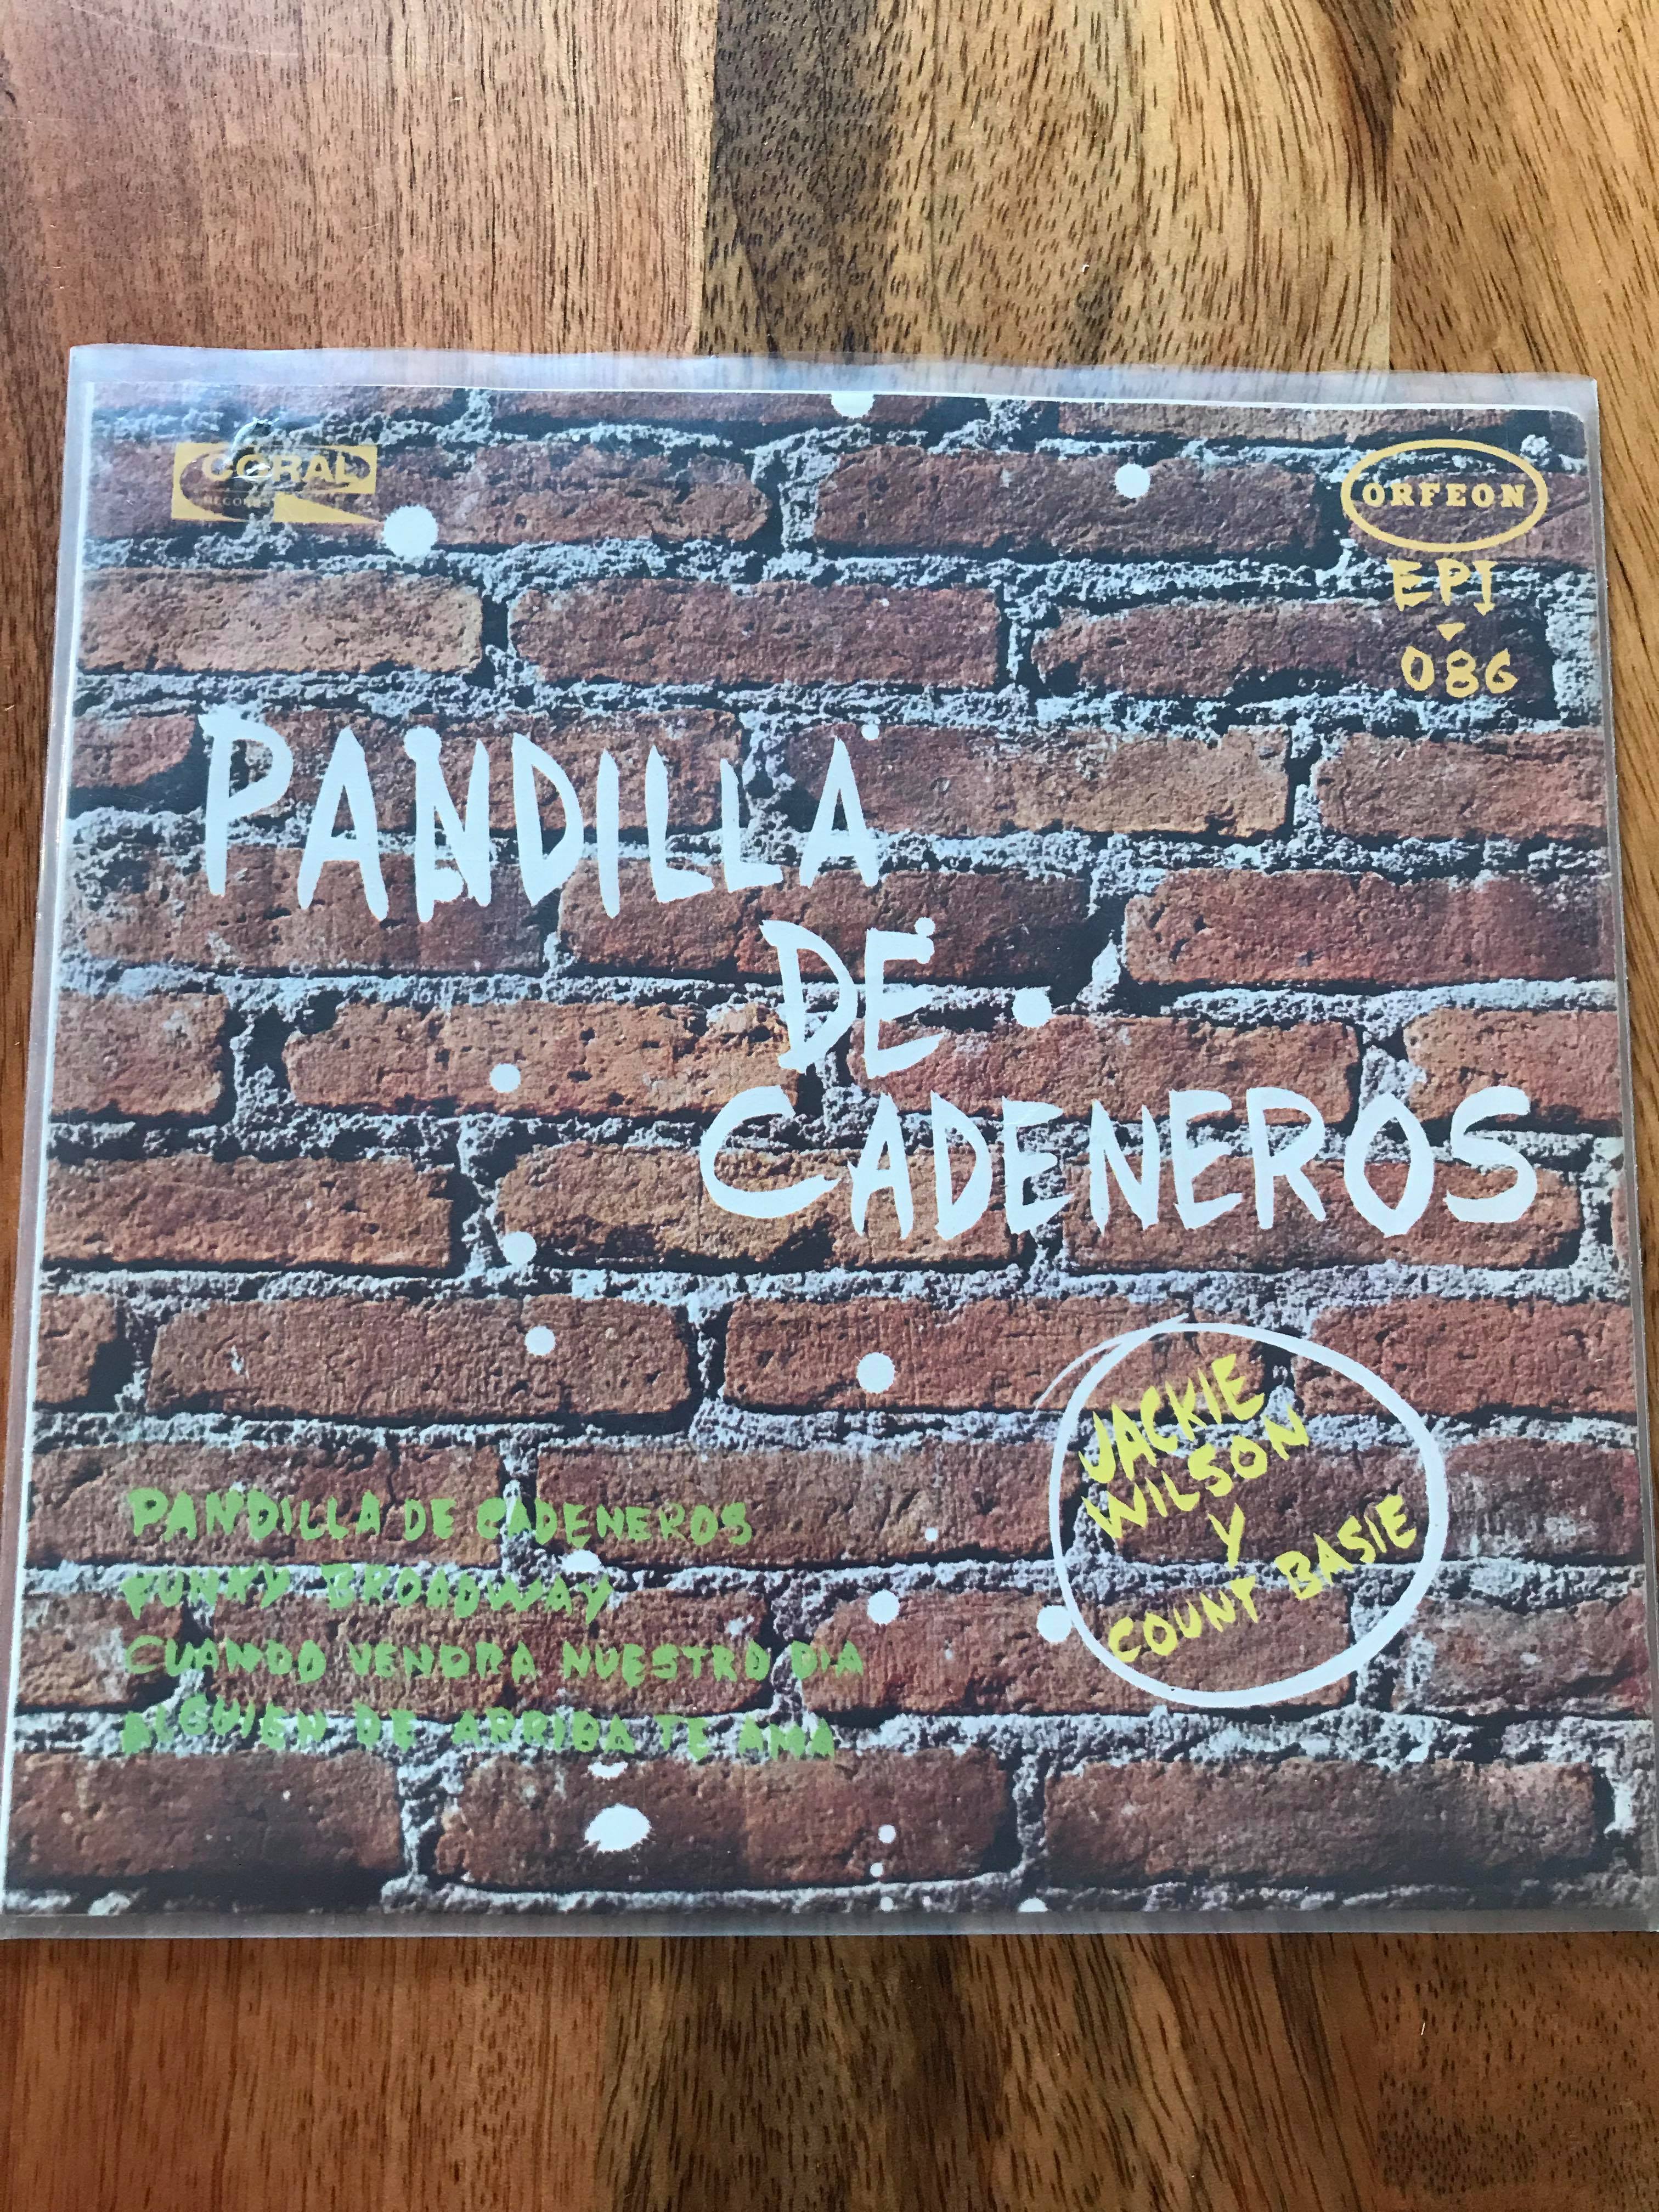 CORAL
RECORDS
ORFEON
EPI
-
086
PANDILLA
DE
CADENEROS
JACKIE
WILSON
Y
COUNT BASIE
PANDILLA DE CADENEROS
FUNKY BROADWAY
CUANDO VENDRA NUESTRO DIA
ALGUIEN DE ARRIBA TE AMA